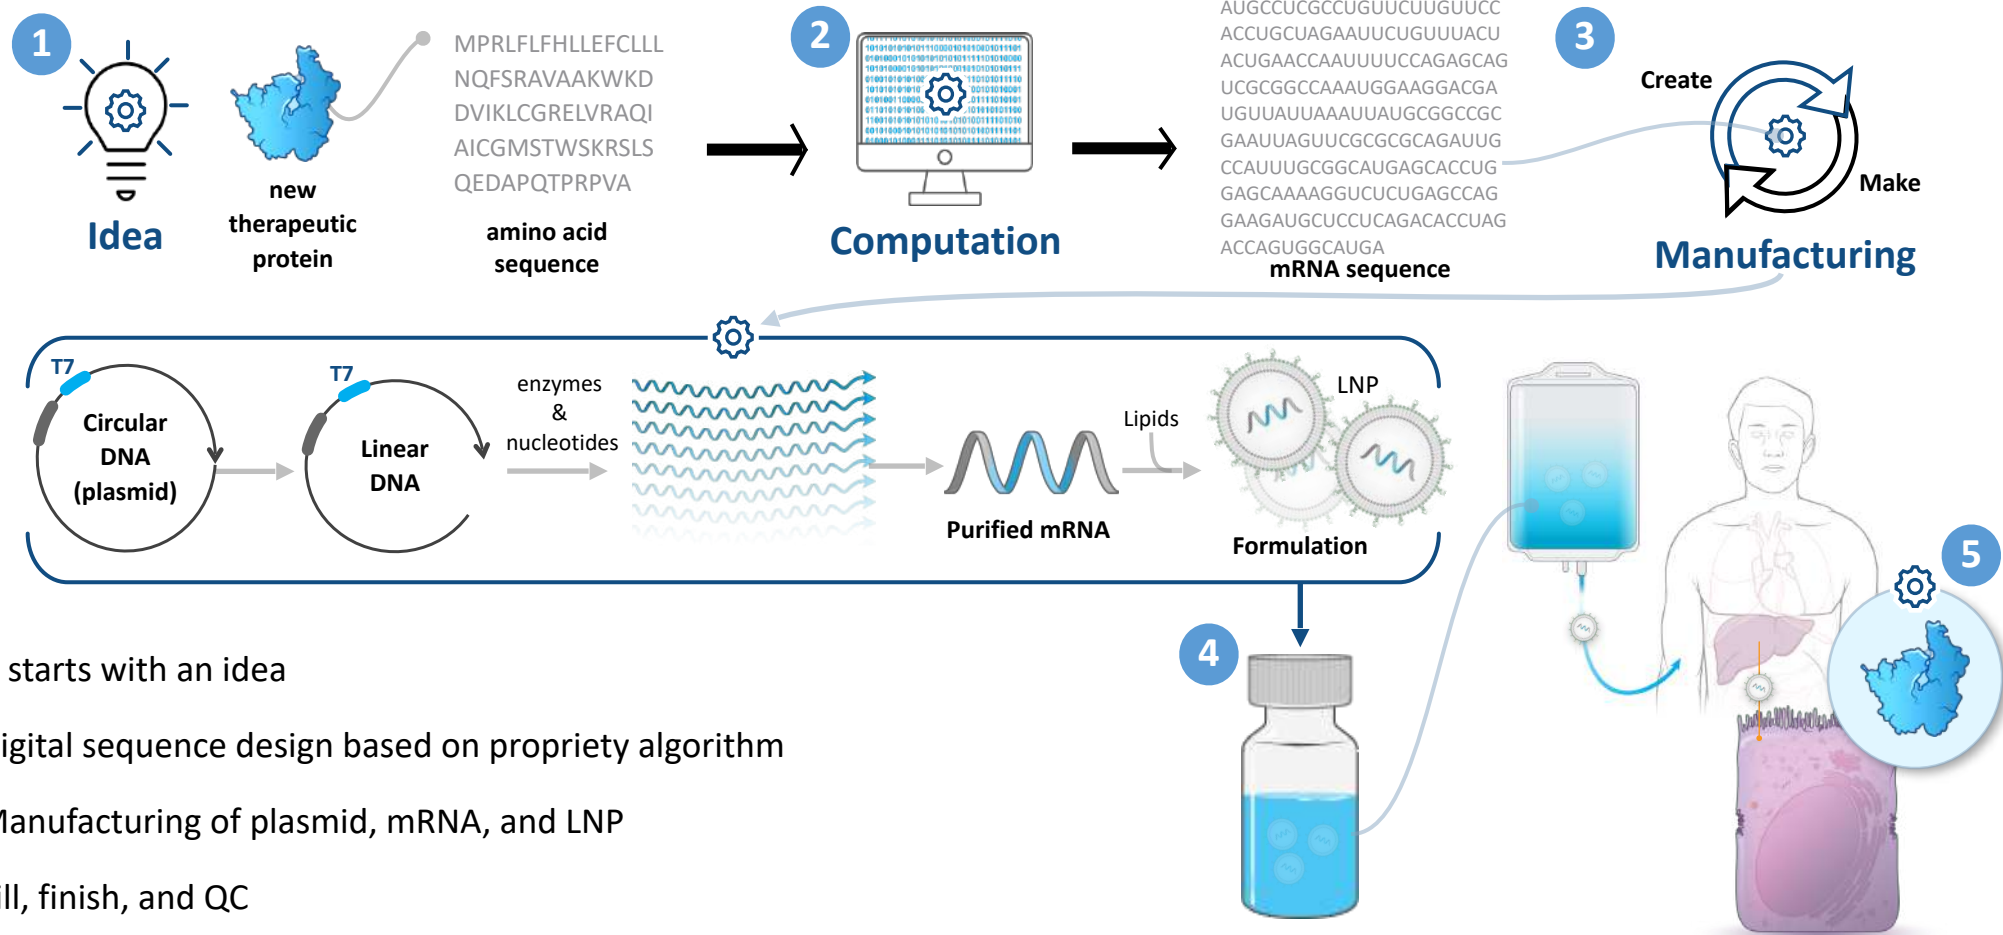 1
MPRLFLFHLLEFCLLL
NQFSRAVAAKWKD
DVIKLCGRELVRAQI
AICGMSTWSKRSLS
QEDAPQTPRPVA
new
therapeutic
protein
amino acid
sequence
Idea
2
Computation
AUGCCUCGCCUGUUCUUGUUCC
ACCUGCUAGAAUUCUGUUUACU
ACUGAACCAAUUUUCCAGAGCAG
UCGCGGCCAAAUGGAAGGACGA
UGUUAUUAAAUUAUGCGGCCGC
GAAUUAGUUCGCGCGCAGAUUG
CCAUUUGCGGCAUGAGCACCUG
GAGCAAAAGGUCUCUGAGCCAG
GAAGAUGCUCCUCAGACACCUAG
ACCAGUGGCAUGA
mRNA sequence
3
Create
Make
Manufacturing
T7
Circular
DNA
(plasmid)
T7
Linear
DNA
enzymes
&
nucleotides
Purified mRNA
Lipids
LNP
Formulation
4
5
starts with an idea
igital sequence design based on propriety algorithm
Manufacturing of plasmid, mRNA, and LNP
ill, finish, and QC